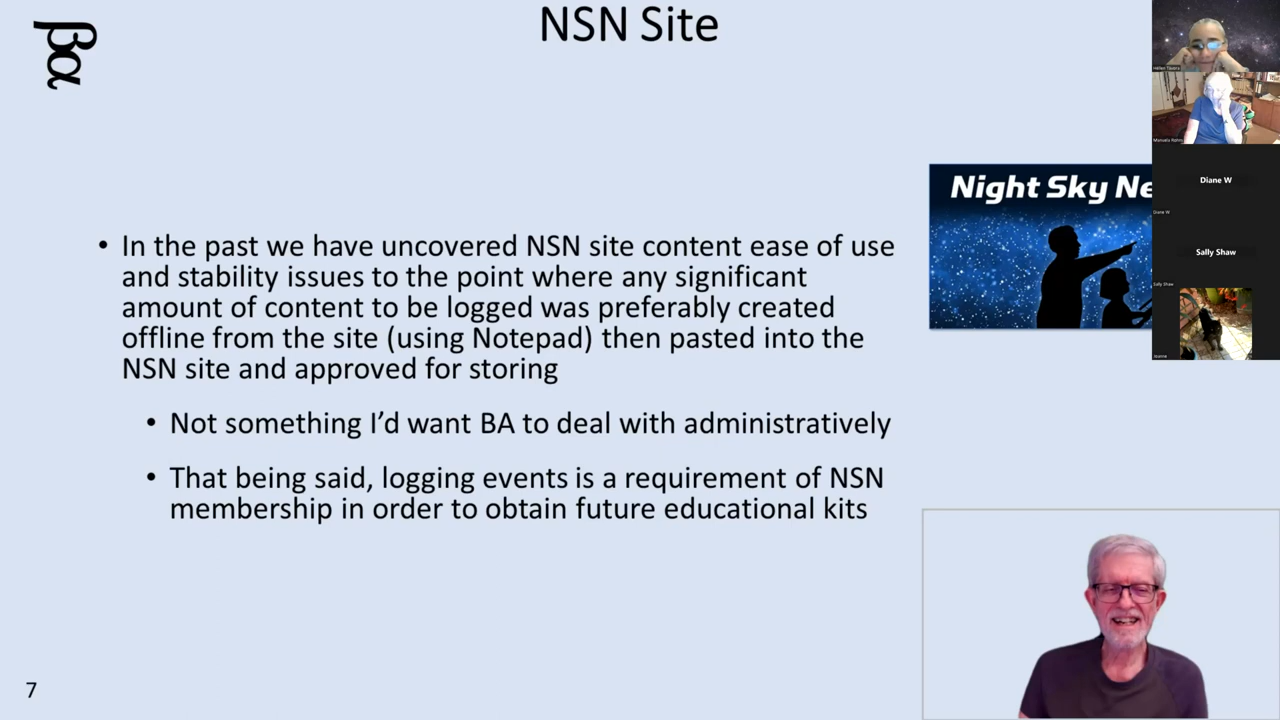 βα
NSN Site
Night Sky Ne
• In the past we have uncovered NSN site content ease of use
and stability issues to the point where any significant
amount of content to be logged was preferably created
offline from the site (using Notepad) then pasted into the
NSN site and approved for storing
• Not something I’d want BA to deal with administratively
• That being said, logging events is a requirement of NSN
membership in order to obtain future educational kits
7
Diane W
Diane W
Sally Shaw
Sally Shaw